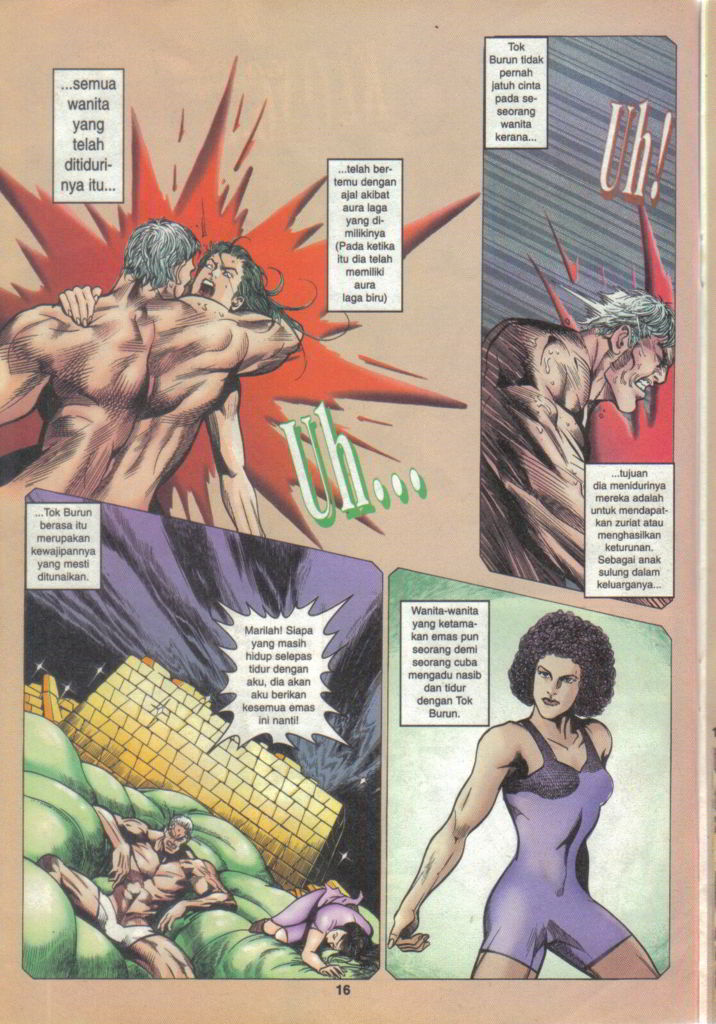 ...semua
wanita
yang
telah
ditiduri-
nya itu...
...telah ber-
temu dengan
ajal akibat
aura laga
yang di-
milikinya
(Pada ketika
itu dia telah
memiliki
aura
laga biru)
Uh...
Tok
Burun tidak
pernah
jatuh cinta
pada se-
seorang
wanita
kerana...
Uh!
...tujuan
dia menidurinya
mereka adalah
untuk mendapat-
kan zuriat atau
menghasilkan
keturunan.
Sebagai anak
sulung dalam
keluarganya...
...Tok Burun
berasa itu
merupakan
kewajipannya
yang mesti
ditunaikan.
Marilah! Siapa
yang masih
hidup selepas
tidur dengan
aku, dia akan
aku berikan
kesemua emas
ini nanti!
Wanita-wanita
yang ketama-
kan emas pun
seorang demi
seorang cuba
mengadu nasib
dan tidur
dengan Tok
Burun.
16